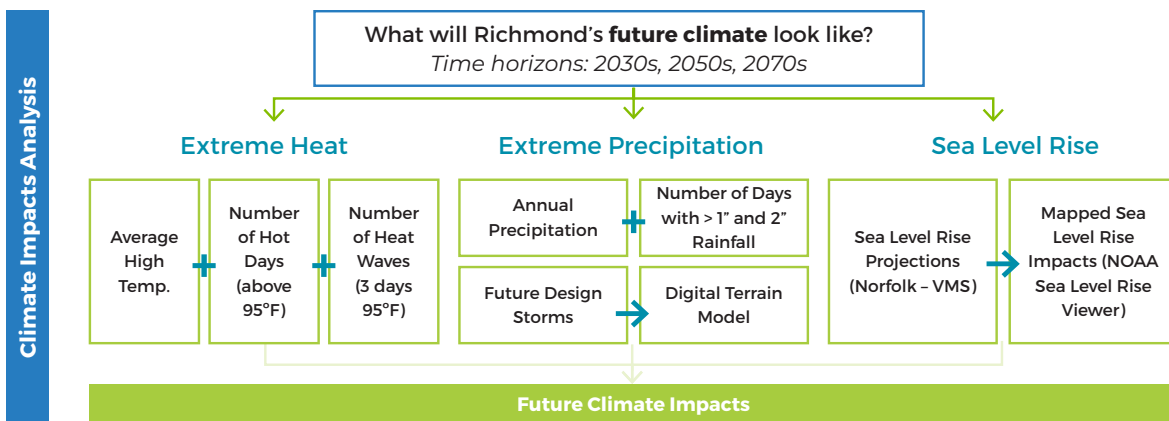 Climate Impacts Analysis
What will Richmond's future climate look like?
Time horizons: 2030s, 2050s, 2070s
Extreme Heat
Average
High
Temp.
+
Number
of Hot
Days
(above
95°F)
+
Number
of Heat
Waves
(3 days
95°F)
Extreme Precipitation
Annual
Precipitation
+
Number of Days
with > 1” and 2”
Rainfall
Future Design
Storms
Digital Terrain
Model
Sea Level Rise
Sea Level Rise
Projections
(Norfolk – VMS)
Mapped Sea
Level Rise
Impacts (NOAA
Sea Level Rise
Viewer)
Future Climate Impacts